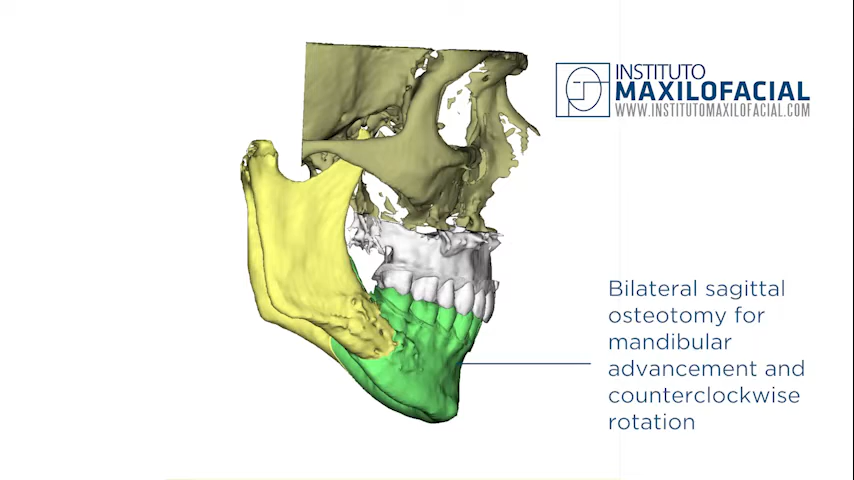 INSTITUTO
MAXILOFACIAL
WWW.INSTITUTOMAXILOFACIAL.COM
Bilateral sagittal
osteotomy for
mandibular
advancement and
counterclockwise
rotation